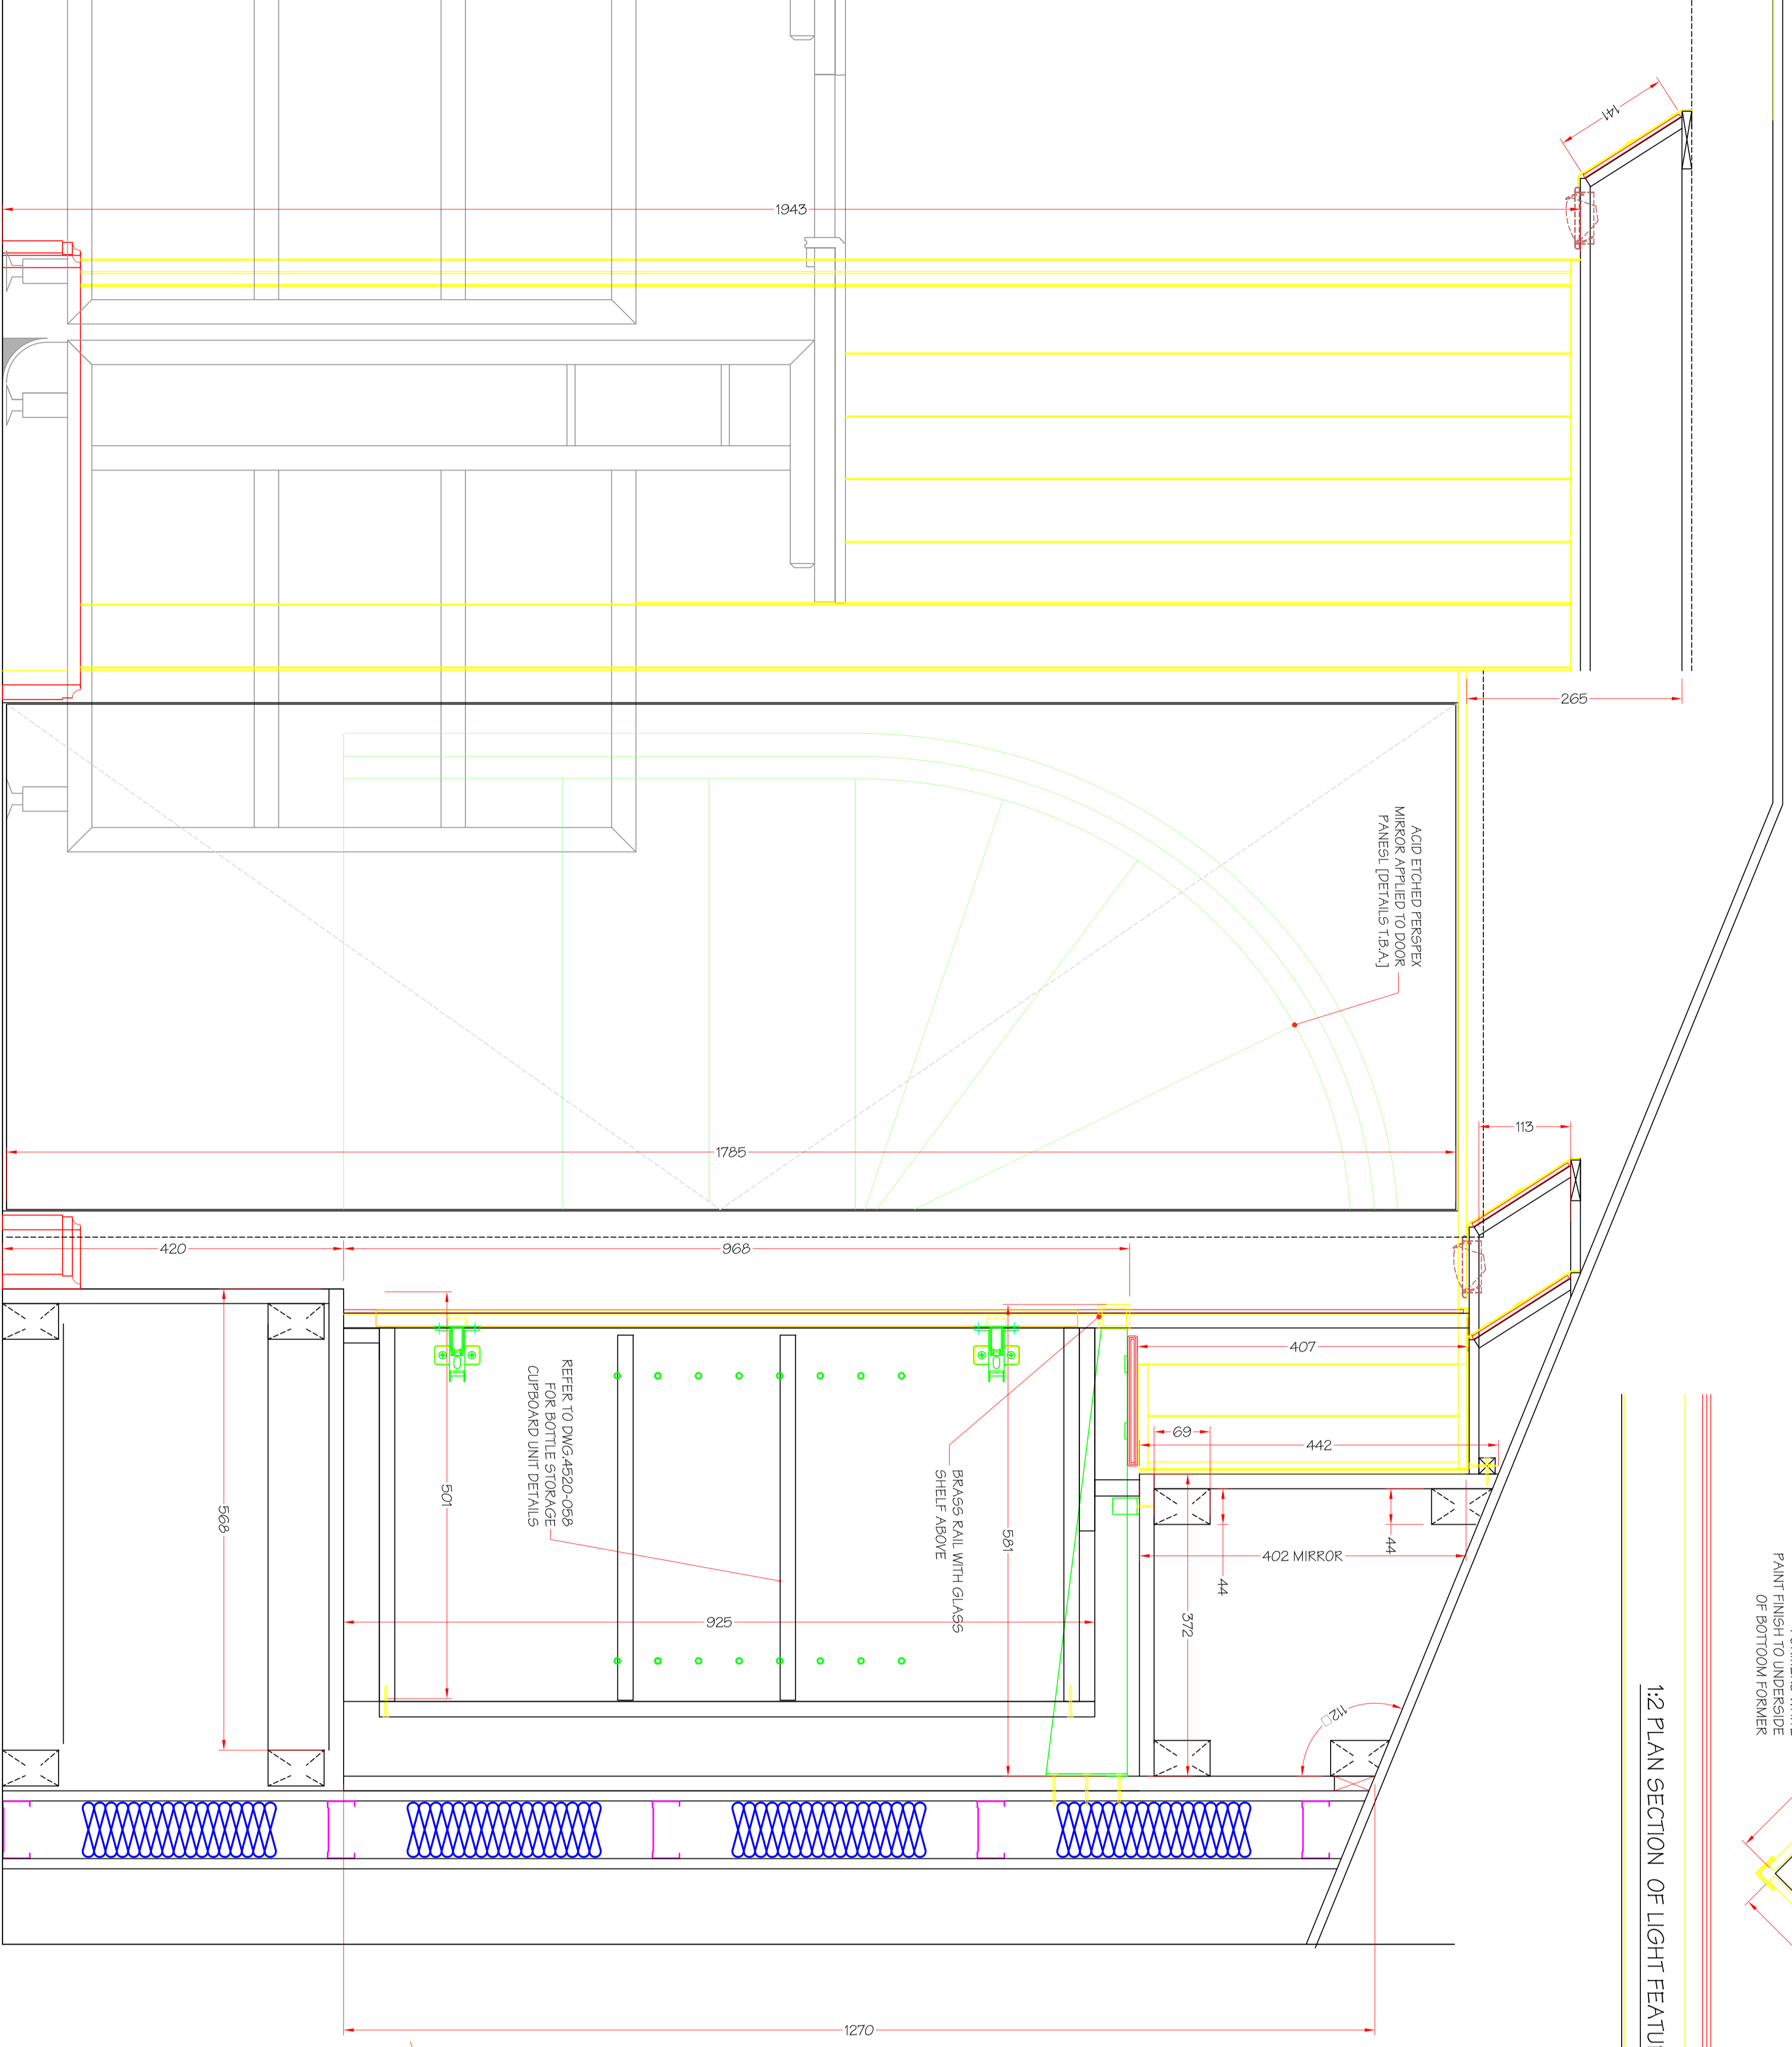 141
1943
265
ACID ETCHED PERSPEX
MIRROR APPLIED TO DOOR
PANESL [DETAILS T.B.A.]
113
1785
420
968
407
69
442
REFER TO DWG.4520-058
FOR BOTTLE STORAGE
CUPBOARD UNIT DETAILS
BRASS RAIL WITH GLASS
SHELF ABOVE
501
568
581
44
44
402 MIRROR
925
372
112□
1270
PAINT FINISH TO UNDERSIDE
OF BOTTOOM FORMER
1:2 PLAN SECTION OF LIGHT